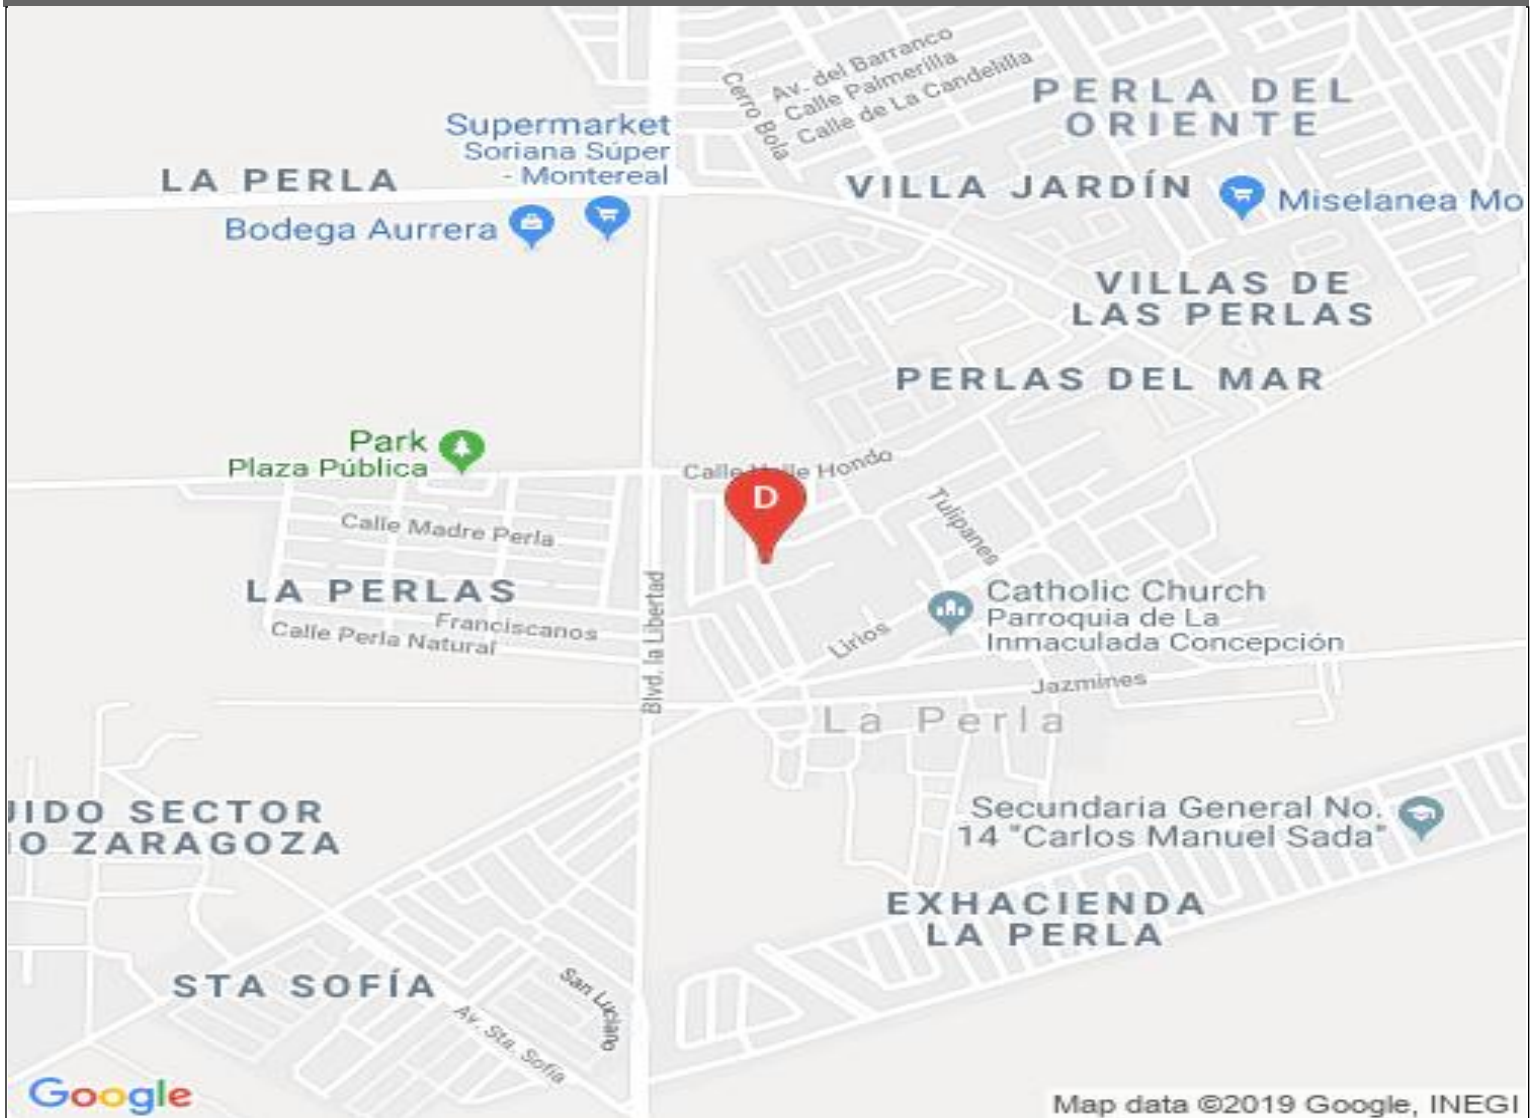 Av. del Barranco
Calle Palmerilla
Calle de La Candelilla
Cerro Bola
PERLA DEL
ORIENTE
Supermarket
Soriana Súper
- Montereal
LA PERLA
VILLA JARDÍN
Miselanea Mo
Bodega Aurrera
VILLAS DE
LAS PERLAS
PERLAS DEL MAR
Park
Plaza Pública
Calle Hondo
D
Calle Madre Perla
Tulipanes
LA PERLAS
Franciscanos
Calle Perla Natural
Blvd. la Libertad
Catholic Church
Parroquia de La
Inmaculada Concepción
Lirios
Jazmines
La Perla
JIDO SECTOR
IO ZARAGOZA
Secundaria General No.
14 "Carlos Manuel Sada"
EXHACIENDA
LA PERLA
STA SOFÍA
San Luciano
Av. Sta. Sofía
Google
Map data ©2019 Google, INEGI